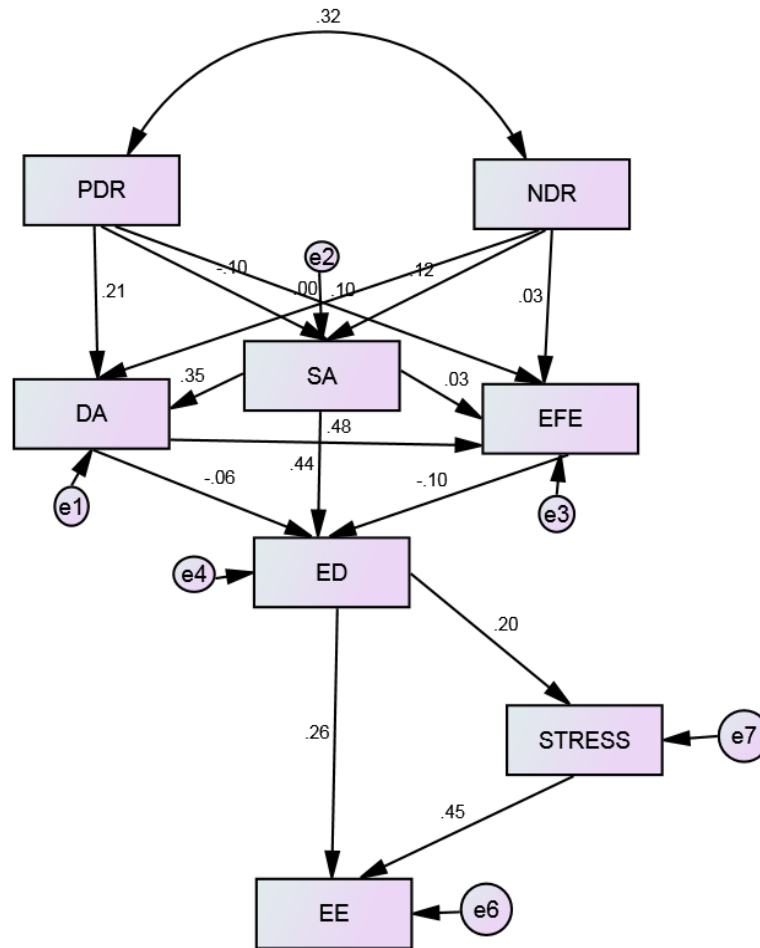 .32
PDR
NDR
e2
-.10
.12
.00
.10
.21
.03
SA
.35
.03
DA
EFE
.48
.44
-.06
-.10
e1
e3
e4
ED
.20
.26
STRESS
e7
.45
EE
e6